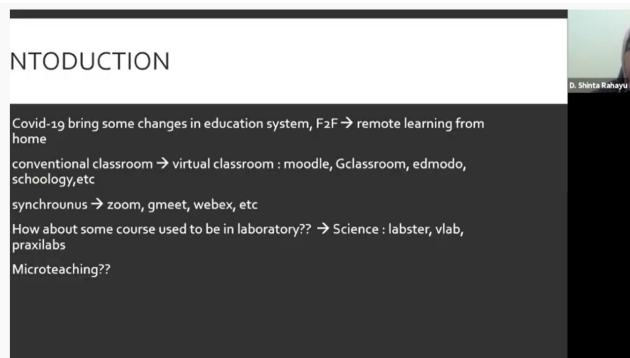 NTODUCTION
D. Shinta Rahayu
Covid-19 bring some changes in education system, F2F → remote learning from
home
conventional classroom → virtual classroom : moodle, Gclassroom, edmodo,
schoology,etc
synchrounus → zoom, gmeet, webex, etc
How about some course used to be in laboratory?? → Science : labster, vlab,
praxilabs
Microteaching??